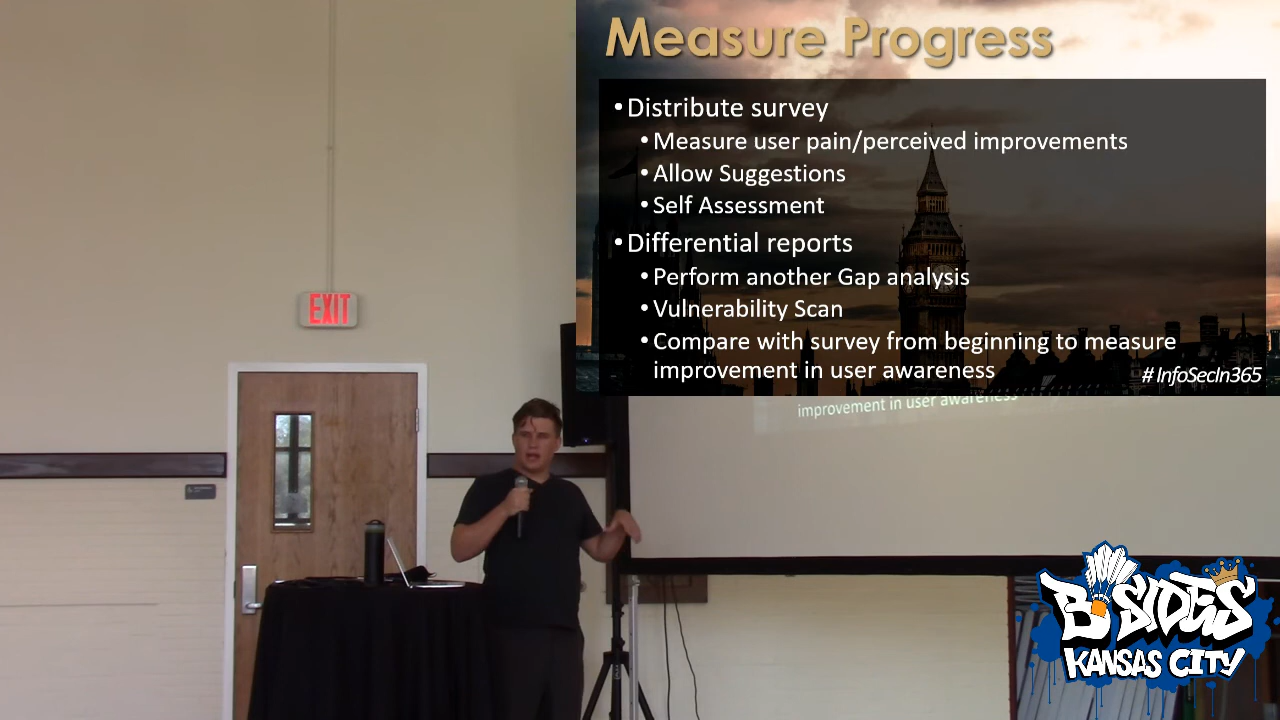 Measure Progress
• Distribute survey
• Measure user pain/perceived improvements
• Allow Suggestions
• Self Assessment
• Differential reports
• Perform another Gap analysis
• Vulnerability Scan
• Compare with survey from beginning to measure
improvement in user awareness
# InfoSecIn365
improvement in user awareness
EXIT
B•SIDES
KANSAS CITY